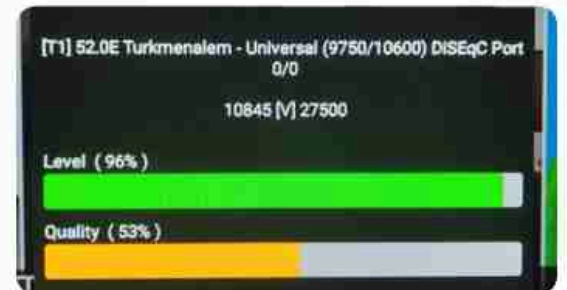 [T1] 52.0E Turkmenalem - Universal (9750/10600) DiSEqC Port
0/0
10845 [V] 27500
Level ( 96% )
Quality ( 53% )